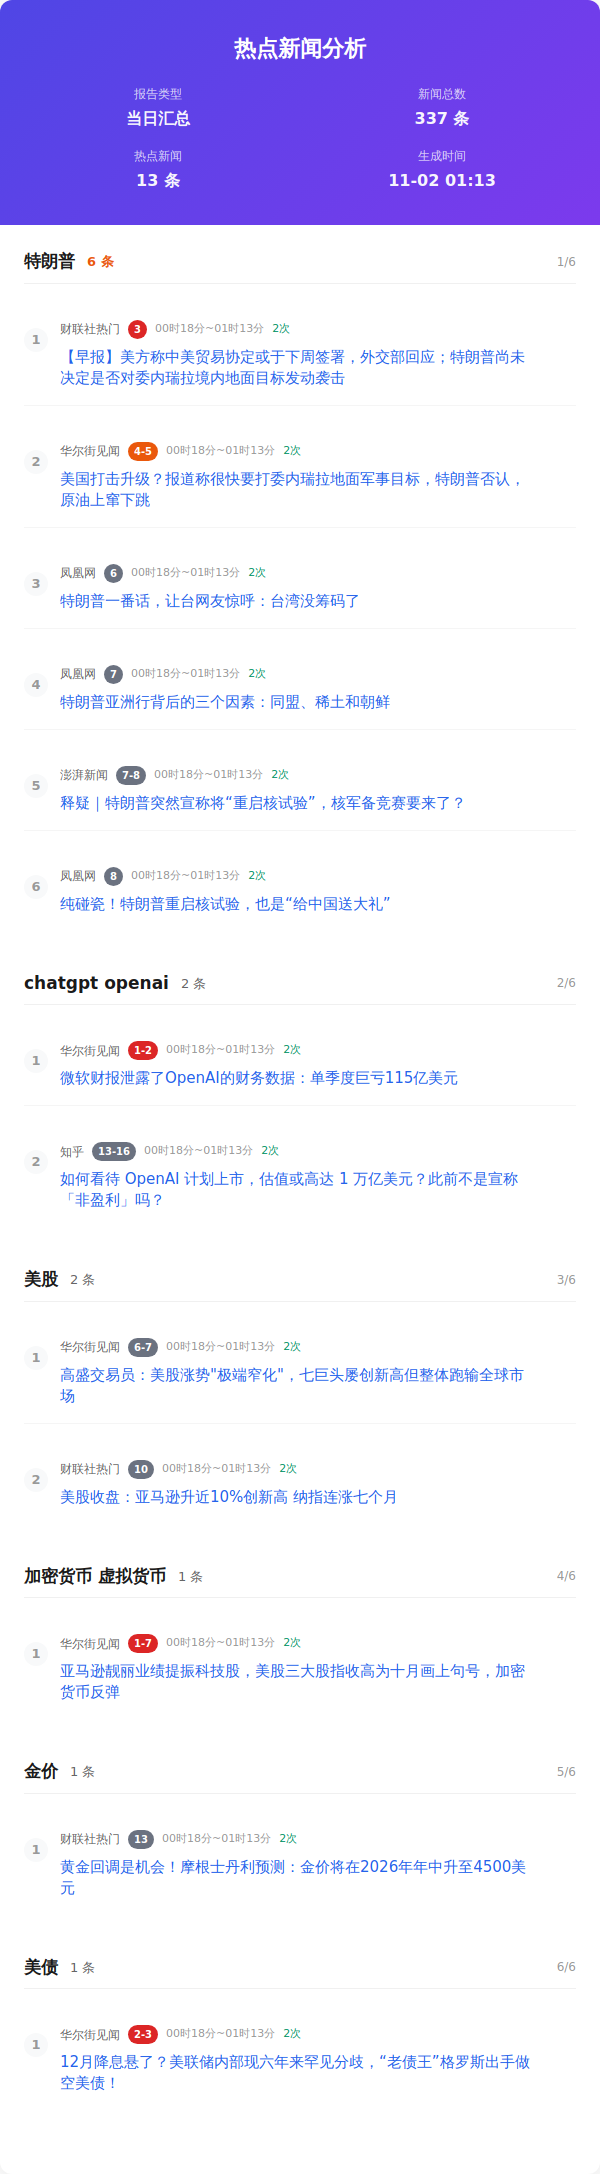 热点新闻分析
报告类型
新闻总数
当日汇总
337 条
热点新闻
生成时间
13 条
11-02 01:13
特朗普 6 条 1/6
1
财联社热门 3 00时18分~01时13分 2次
【早报】美方称中美贸易协定或于下周签署，外交部回应；特朗普尚未
决定是否对委内瑞拉境内地面目标发动袭击
2
华尔街见闻 4-5 00时18分~01时13分 2次
美国打击升级？报道称很快要打委内瑞拉地面军事目标，特朗普否认，
原油上窜下跳
3
凤凰网 6 00时18分~01时13分 2次
特朗普一番话，让台网友惊呼：台湾没筹码了
4
凤凰网 7 00时18分~01时13分 2次
特朗普亚洲行背后的三个因素：同盟、稀土和朝鲜
5
澎湃新闻 7-8 00时18分~01时13分 2次
释疑｜特朗普突然宣称将“重启核试验”，核军备竞赛要来了？
6
凤凰网 8 00时18分~01时13分 2次
纯碰瓷！特朗普重启核试验，也是“给中国送大礼”
chatgpt openai 2 条 2/6
1
华尔街见闻 1-2 00时18分~01时13分 2次
微软财报泄露了OpenAI的财务数据：单季度巨亏115亿美元
2
知乎 13-16 00时18分~01时13分 2次
如何看待 OpenAI 计划上市，估值或高达 1 万亿美元？此前不是宣称
「非盈利」吗？
美股 2 条 3/6
1
华尔街见闻 6-7 00时18分~01时13分 2次
高盛交易员：美股涨势"极端窄化"，七巨头屡创新高但整体跑输全球市
场
2
财联社热门 10 00时18分~01时13分 2次
美股收盘：亚马逊升近10%创新高 纳指连涨七个月
加密货币 虚拟货币 1 条 4/6
1
华尔街见闻 1-7 00时18分~01时13分 2次
亚马逊靓丽业绩提振科技股，美股三大股指收高为十月画上句号，加密
货币反弹
金价 1 条 5/6
1
财联社热门 13 00时18分~01时13分 2次
黄金回调是机会！摩根士丹利预测：金价将在2026年年中升至4500美
元
美债 1 条 6/6
1
华尔街见闻 2-3 00时18分~01时13分 2次
12月降息悬了？美联储内部现六年来罕见分歧，“老债王”格罗斯出手做
空美债！